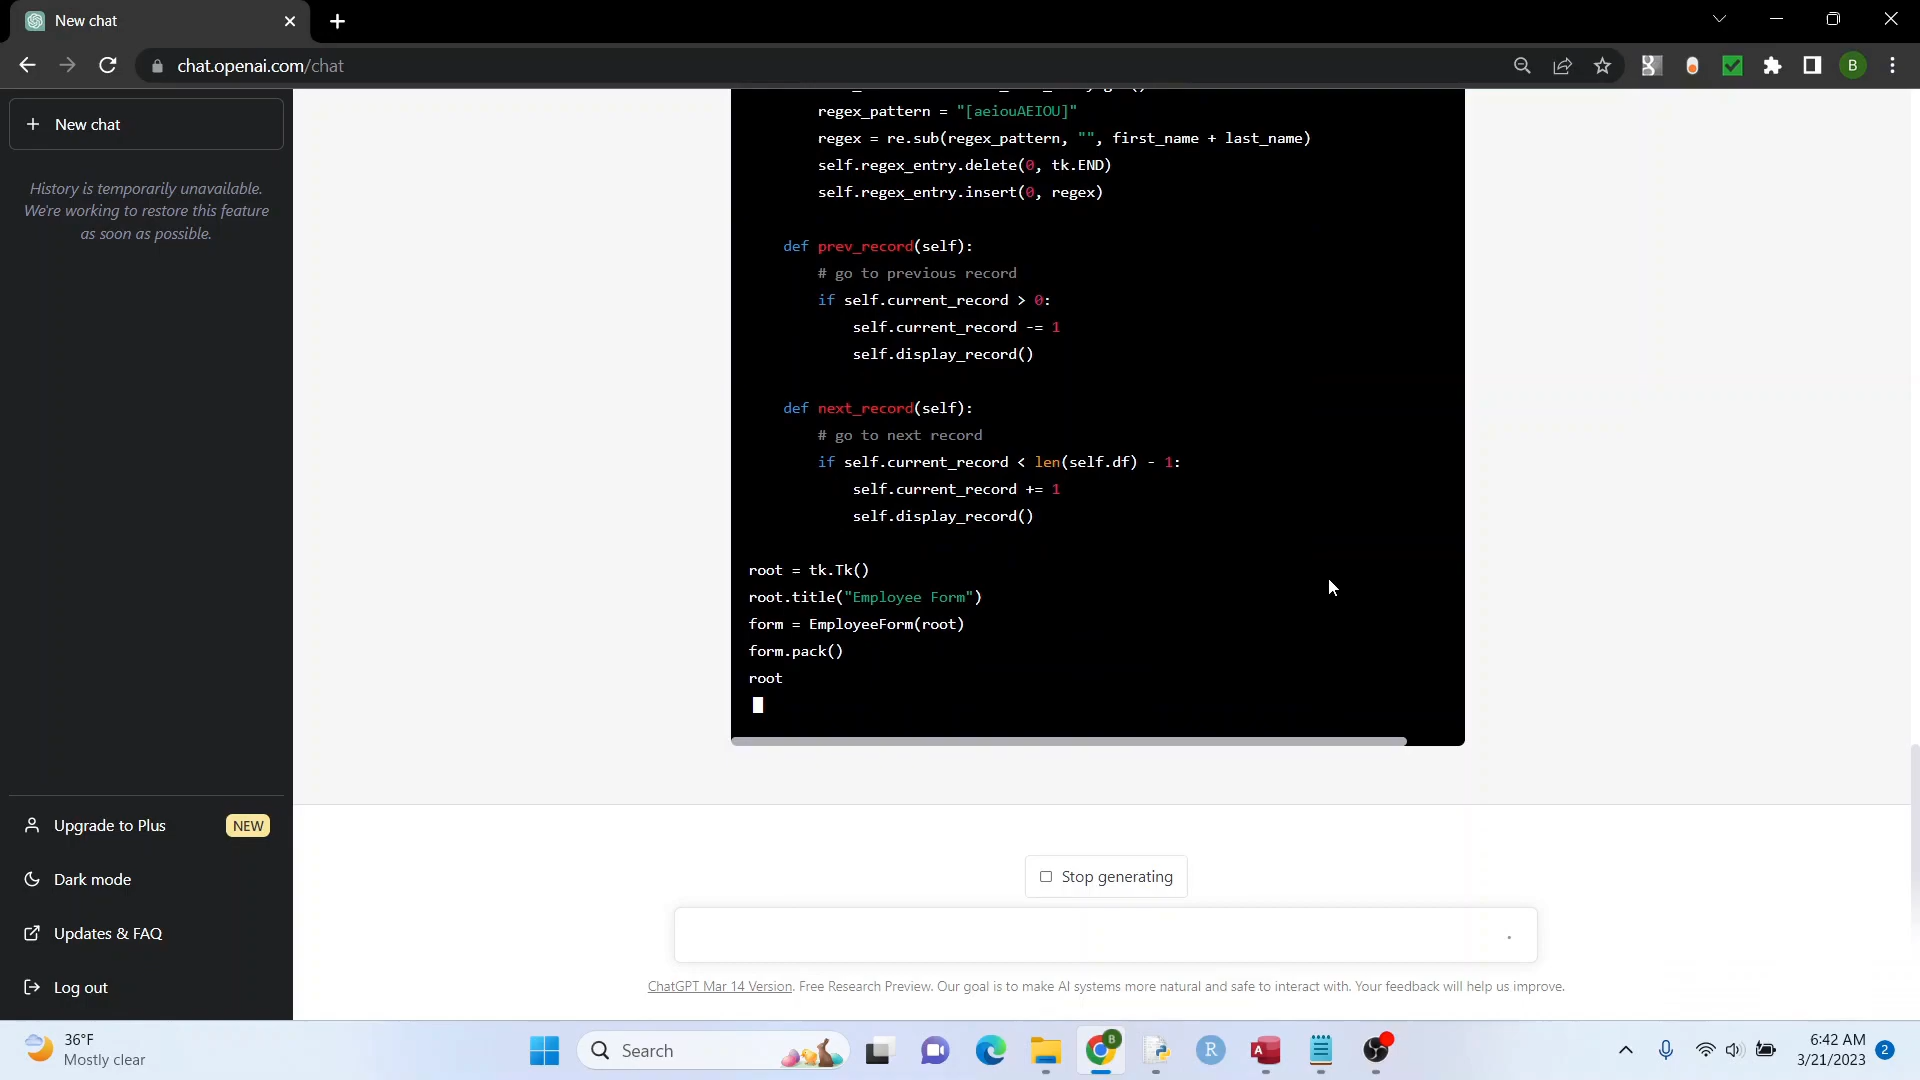 New chat
chat.openai.com/chat
B
New chat
History is temporarily unavailable.
We're working to restore this feature
as soon as possible.
regex_pattern = "[aeiouAEIOU]"
regex = re.sub(regex_pattern, "", first_name + last_name)
self.regex_entry.delete(0, tk.END)
self.regex_entry.insert(0, regex)
def prev_record(self):
# go to previous record
if self.current_record > 0:
self.current_record -= 1
self.display_record()
def next_record(self):
# go to next record
if self.current_record < len(self.df) - 1:
self.current_record += 1
self.display_record()
root = tk.Tk()
root.title("Employee Form")
form = EmployeeForm(root)
form.pack()
root
Upgrade to Plus NEW
Dark mode
Updates & FAQ
Log out
Stop generating
ChatGPT Mar 14 Version. Free Research Preview. Our goal is to make AI systems more natural and safe to interact with. Your feedback will help us improve.
36°F
Mostly clear
Search
B
R
A
6:42 AM
3/21/2023
2